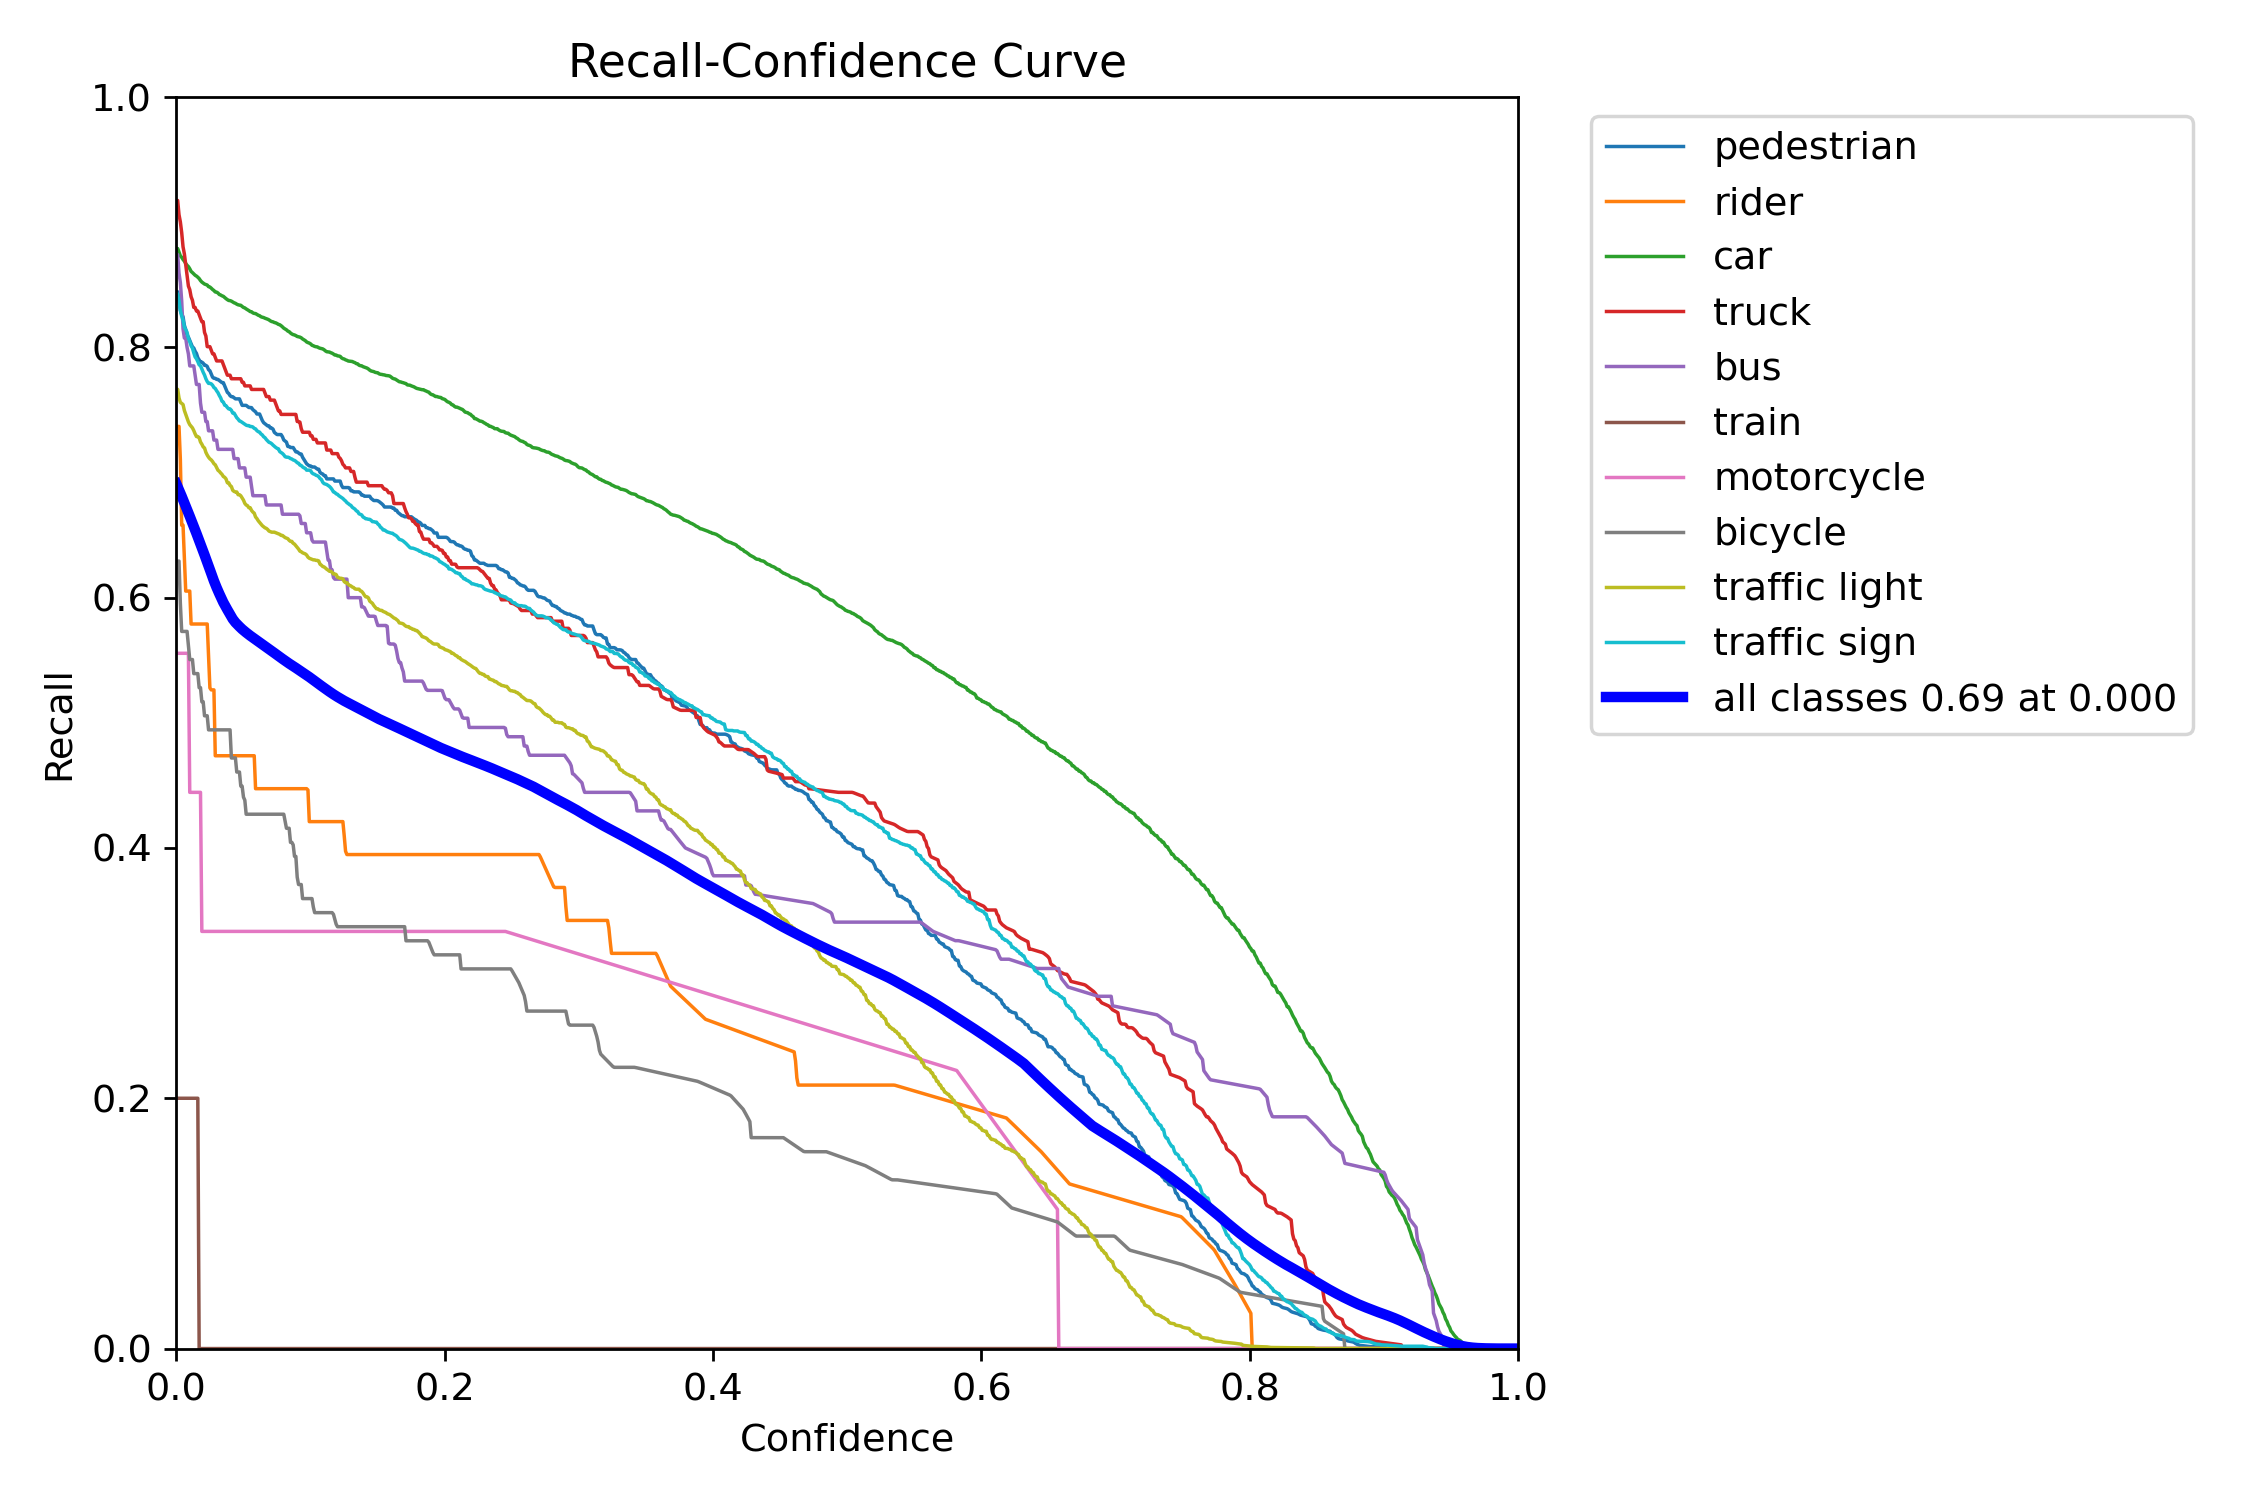 Recall-Confidence Curve
1.0
0.8
0.6
0.4
0.2
0.0
Recall
0.0 0.2 0.4 0.6 0.8 1.0
Confidence
pedestrian
rider
car
truck
bus
train
motorcycle
bicycle
traffic light
traffic sign
all classes 0.69 at 0.000